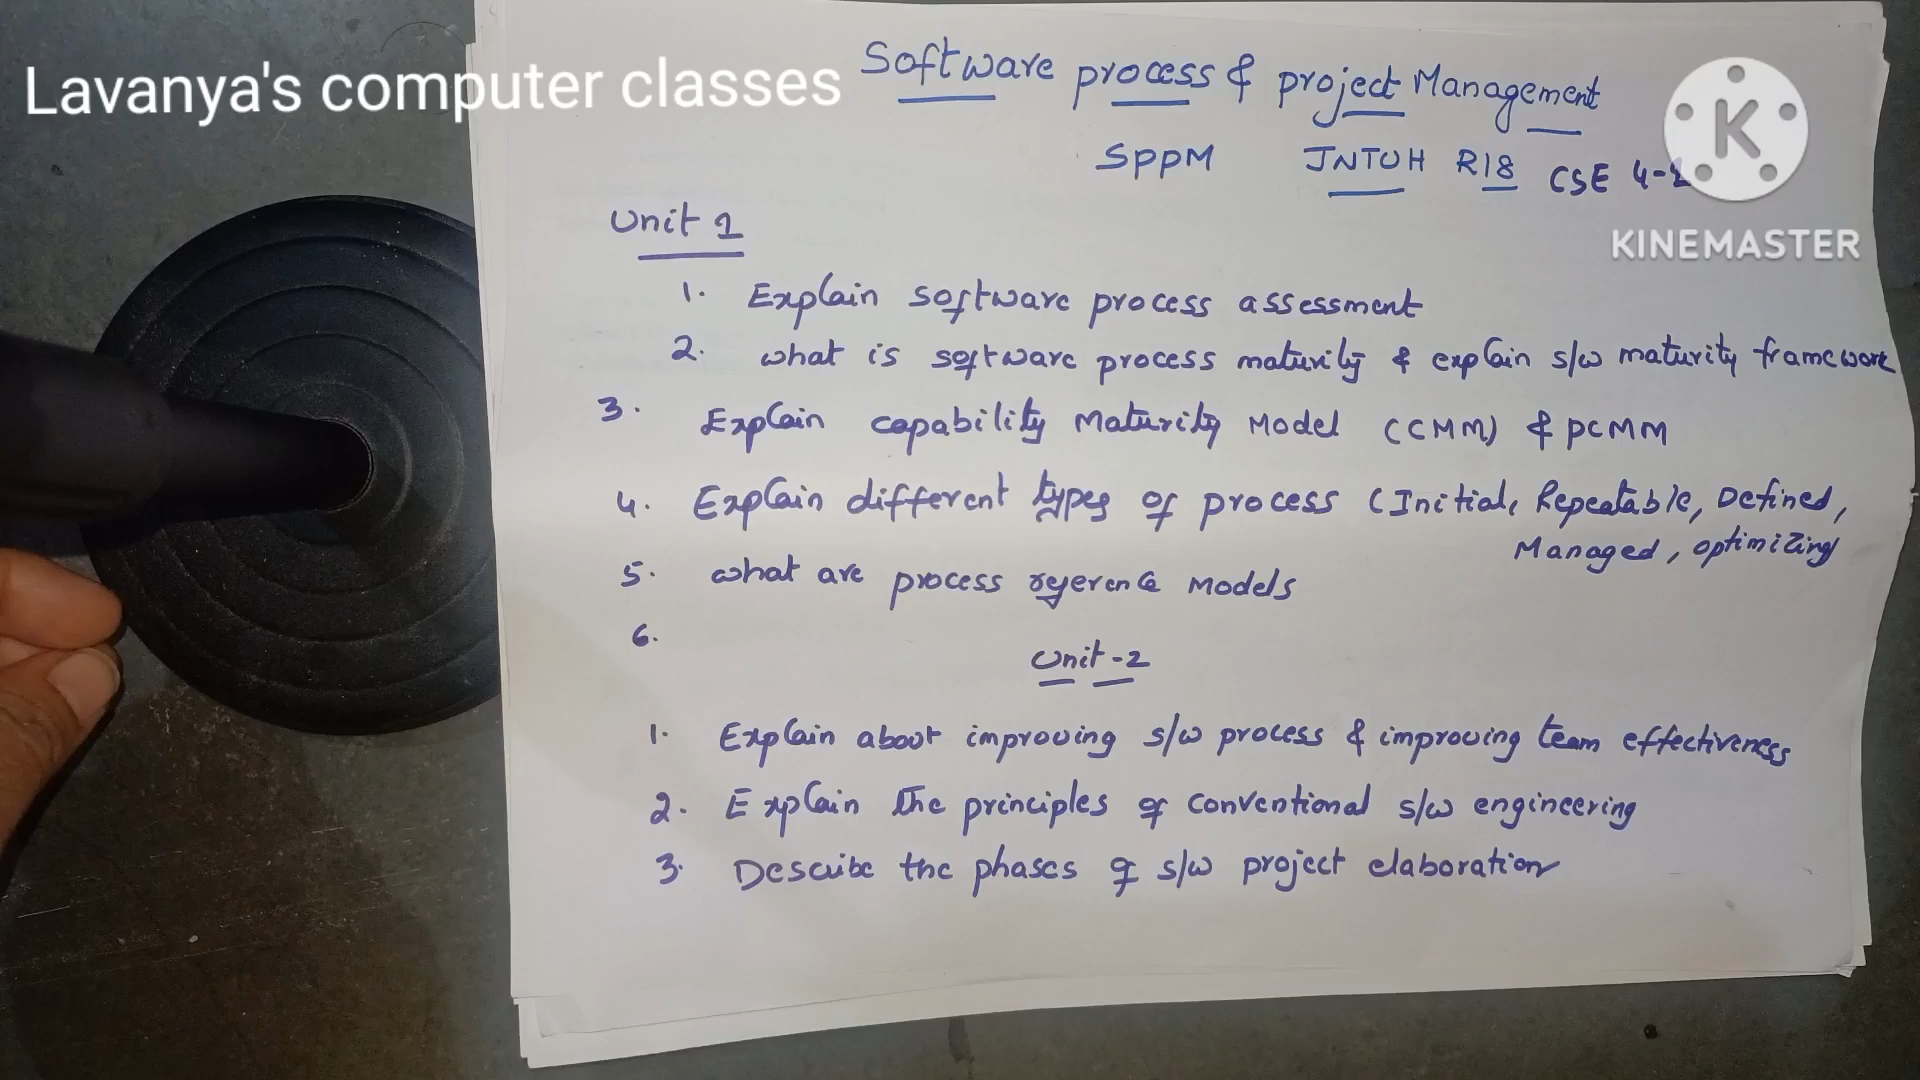 Lavanya's computer classes
Software process & project Management
SPPM JNTUH R18 CSE 4-
KINEMASTER
Unit 1
1. Explain software process assessment
2. what is software process maturity & explain s/w maturity framework
3. Explain capability Maturity Model (CMM) & PCMM
4. Explain different types of process (Initial, Repeatable, Defined,
Managed, optimizing
5. what are process reference Models
6.
Unit-2
1. Explain about improving s/w process & improving team effectiveness
2. Explain the principles of conventional s/w engineering
3. Describe the phases of s/w project elaboration